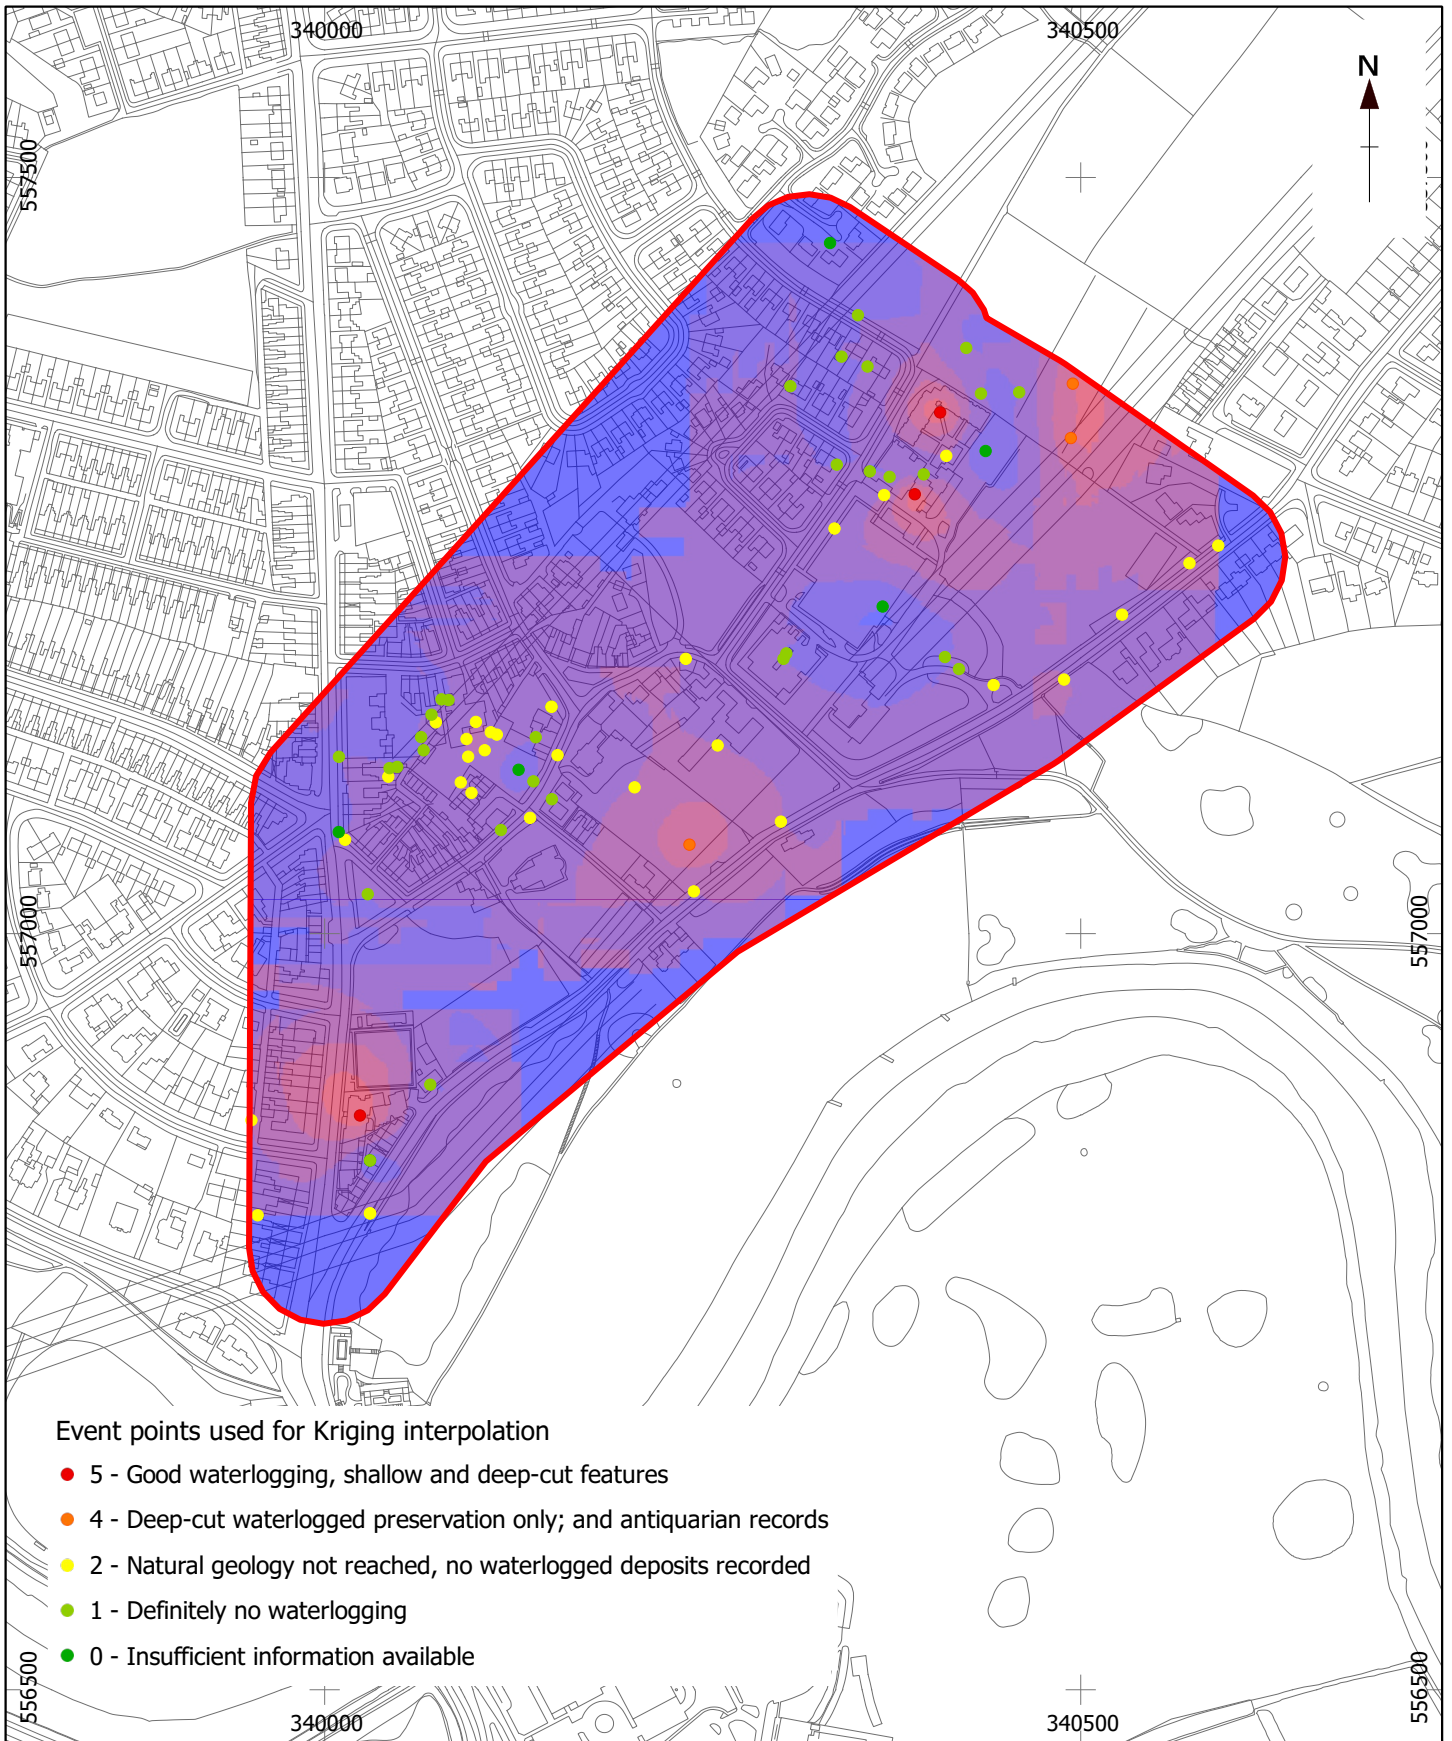 340000
340500
N
557500
557000
557000
Event points used for Kriging interpolation
5 - Good waterlogging, shallow and deep-cut features
4 - Deep-cut waterlogged preservation only; and antiquarian records
2 - Natural geology not reached, no waterlogged deposits recorded
1 - Definitely no waterlogging
0 - Insufficient information available
556500
556500
340000
340500